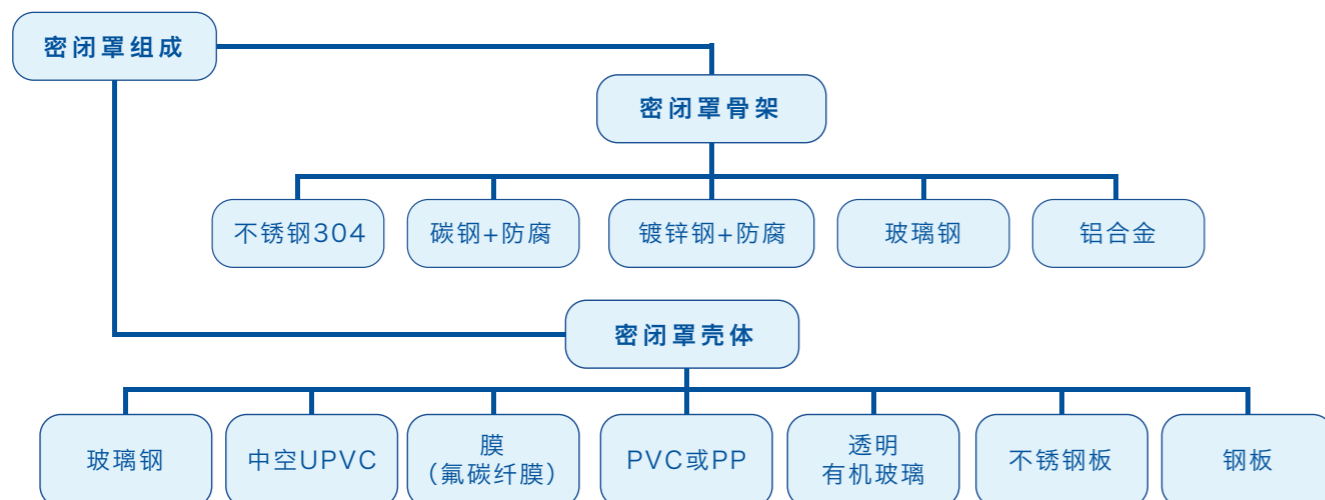 密闭罩组成
密闭罩骨架
不锈钢304
碳钢+防腐
镀锌钢+防腐
玻璃钢
铝合金
密闭罩壳体
玻璃钢
中空UPVC
膜
(氟碳纤膜)
PVC或PP
透明
有机玻璃
不锈钢板
钢板